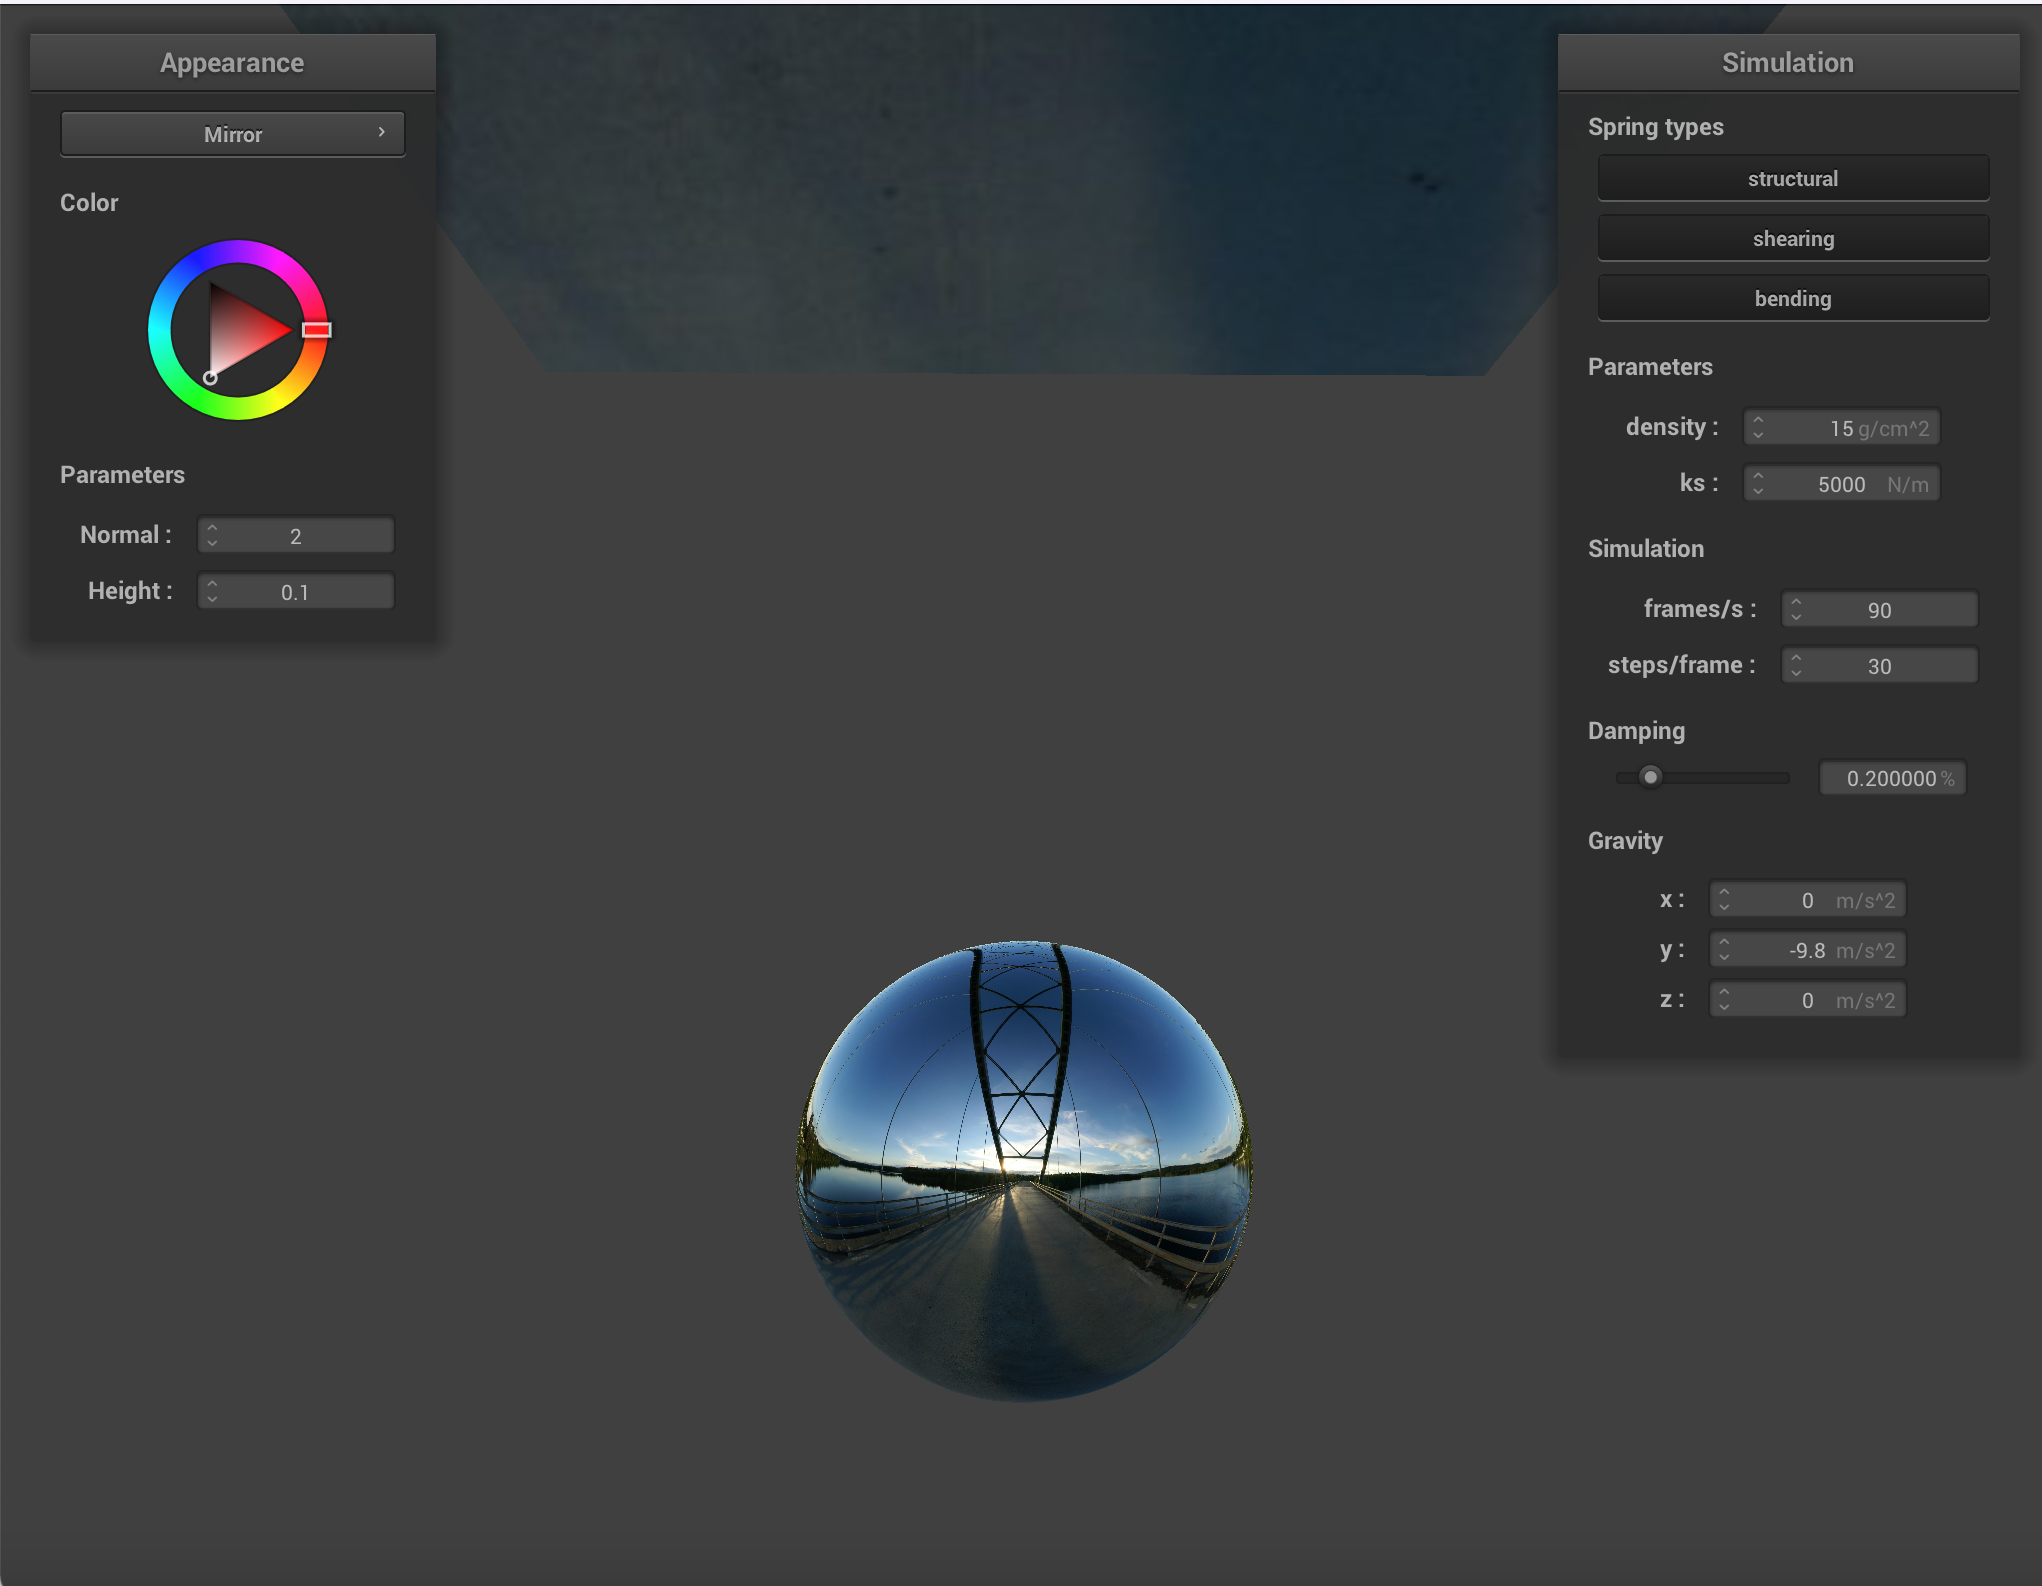 Appearance
Mirror
Color
Parameters
Normal : 2
Height : 0.1
Simulation
Spring types
structural
shearing
bending
Parameters
density : 15 g/cm^2
ks : 5000 N/m
Simulation
frames/s : 90
steps/frame : 30
Damping
0.200000 %
Gravity
x : 0 m/s^2
y : -9.8 m/s^2
z : 0 m/s^2